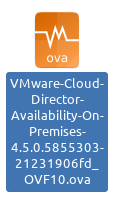 ova
VMware-Cloud-
Director-
Availability-On-
Premises-
4.5.0.5855303-
21231906fd_
OVF10.ova